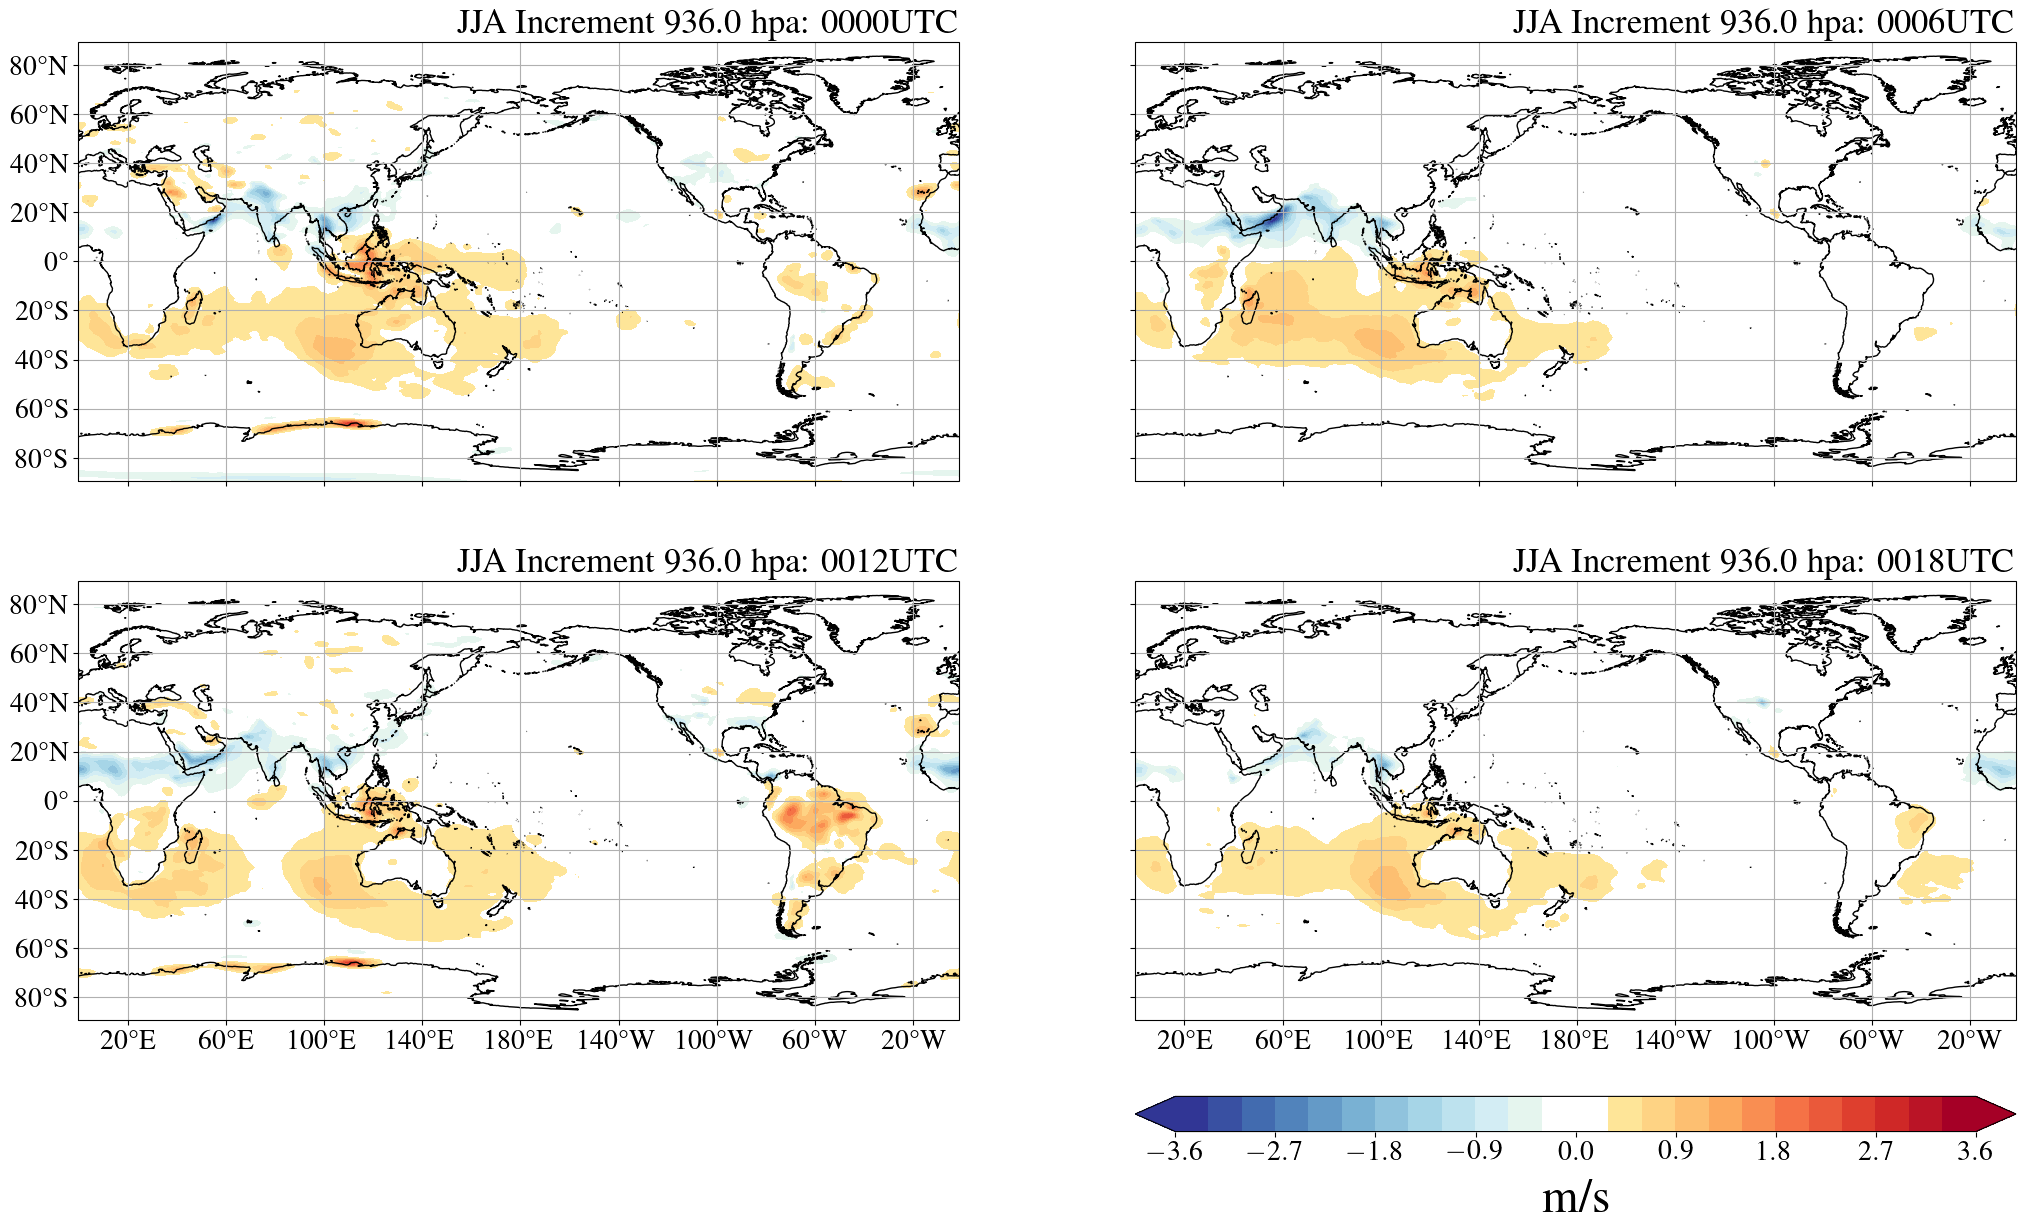 JJA Increment 936.0 hpa: 0000UTC
JJA Increment 936.0 hpa: 0006UTC
80°N
60°N
40°N
20°N
0°
20°S
40°S
60°S
80°S
JJA Increment 936.0 hpa: 0012UTC
JJA Increment 936.0 hpa: 0018UTC
80°N
60°N
40°N
20°N
0°
20°S
40°S
60°S
80°S
20°E 60°E 100°E 140°E 180°E 140°W 100°W 60°W 20°W
20°E 60°E 100°E 140°E 180°E 140°W 100°W 60°W 20°W
−3.6 −2.7 −1.8 −0.9 0.0 0.9 1.8 2.7 3.6
m/s